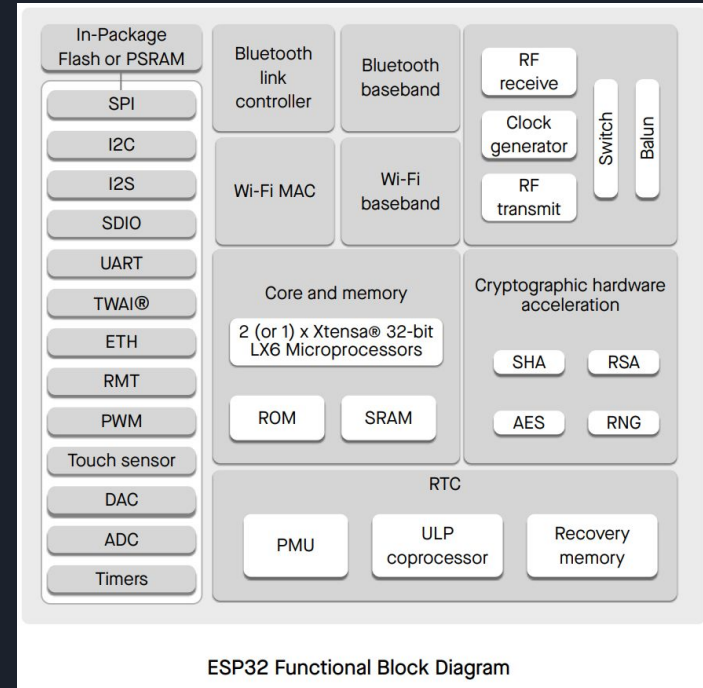 In-Package
Flash or PSRAM
SPI
I2C
I2S
SDIO
UART
TWAI®
ETH
RMT
PWM
Touch sensor
DAC
ADC
Timers
Bluetooth
link
controller
Bluetooth
baseband
Wi-Fi MAC
Wi-Fi
baseband
RF
receive
Clock
generator
RF
transmit
Switch
Balun
Core and memory
2 (or 1) x Xtensa® 32-bit
LX6 Microprocessors
ROM
SRAM
Cryptographic hardware
acceleration
SHA
RSA
AES
RNG
RTC
PMU
ULP
coprocessor
Recovery
memory
ESP32 Functional Block Diagram